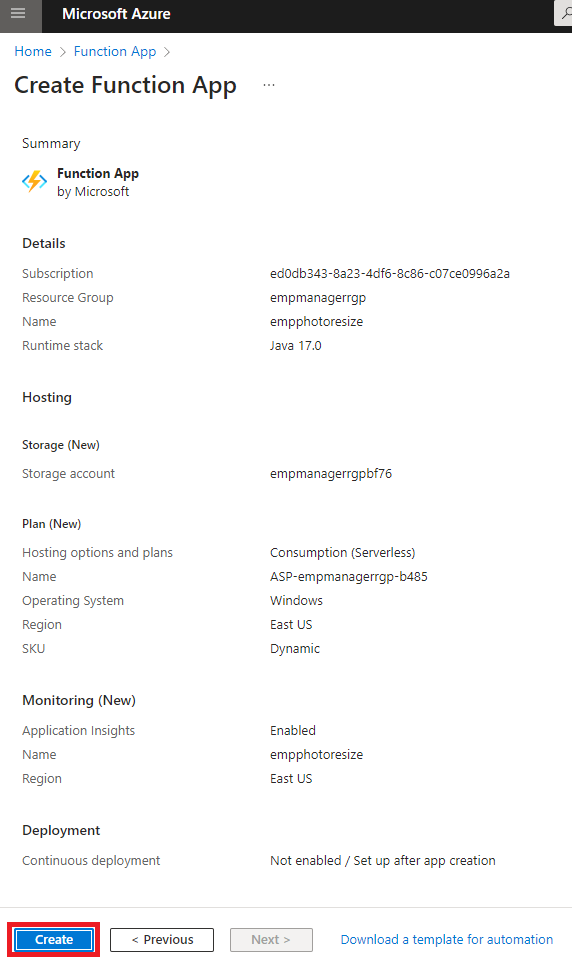 Microsoft Azure
Home > Function App >
Create Function App ...
Summary
Function App
by Microsoft
Details
Subscription ed0db343-8a23-4df6-8c86-c07ce0996a2a
Resource Group empmanagerrgp
Name empphotoresize
Runtime stack Java 17.0
Hosting
Storage (New)
Storage account empmanagerrgpbf76
Plan (New)
Hosting options and plans Consumption (Serverless)
Name ASP-empmanagerrgp-b485
Operating System Windows
Region East US
SKU Dynamic
Monitoring (New)
Application Insights Enabled
Name empphotoresize
Region East US
Deployment
Continuous deployment Not enabled / Set up after app creation
Create < Previous Next > Download a template for automation